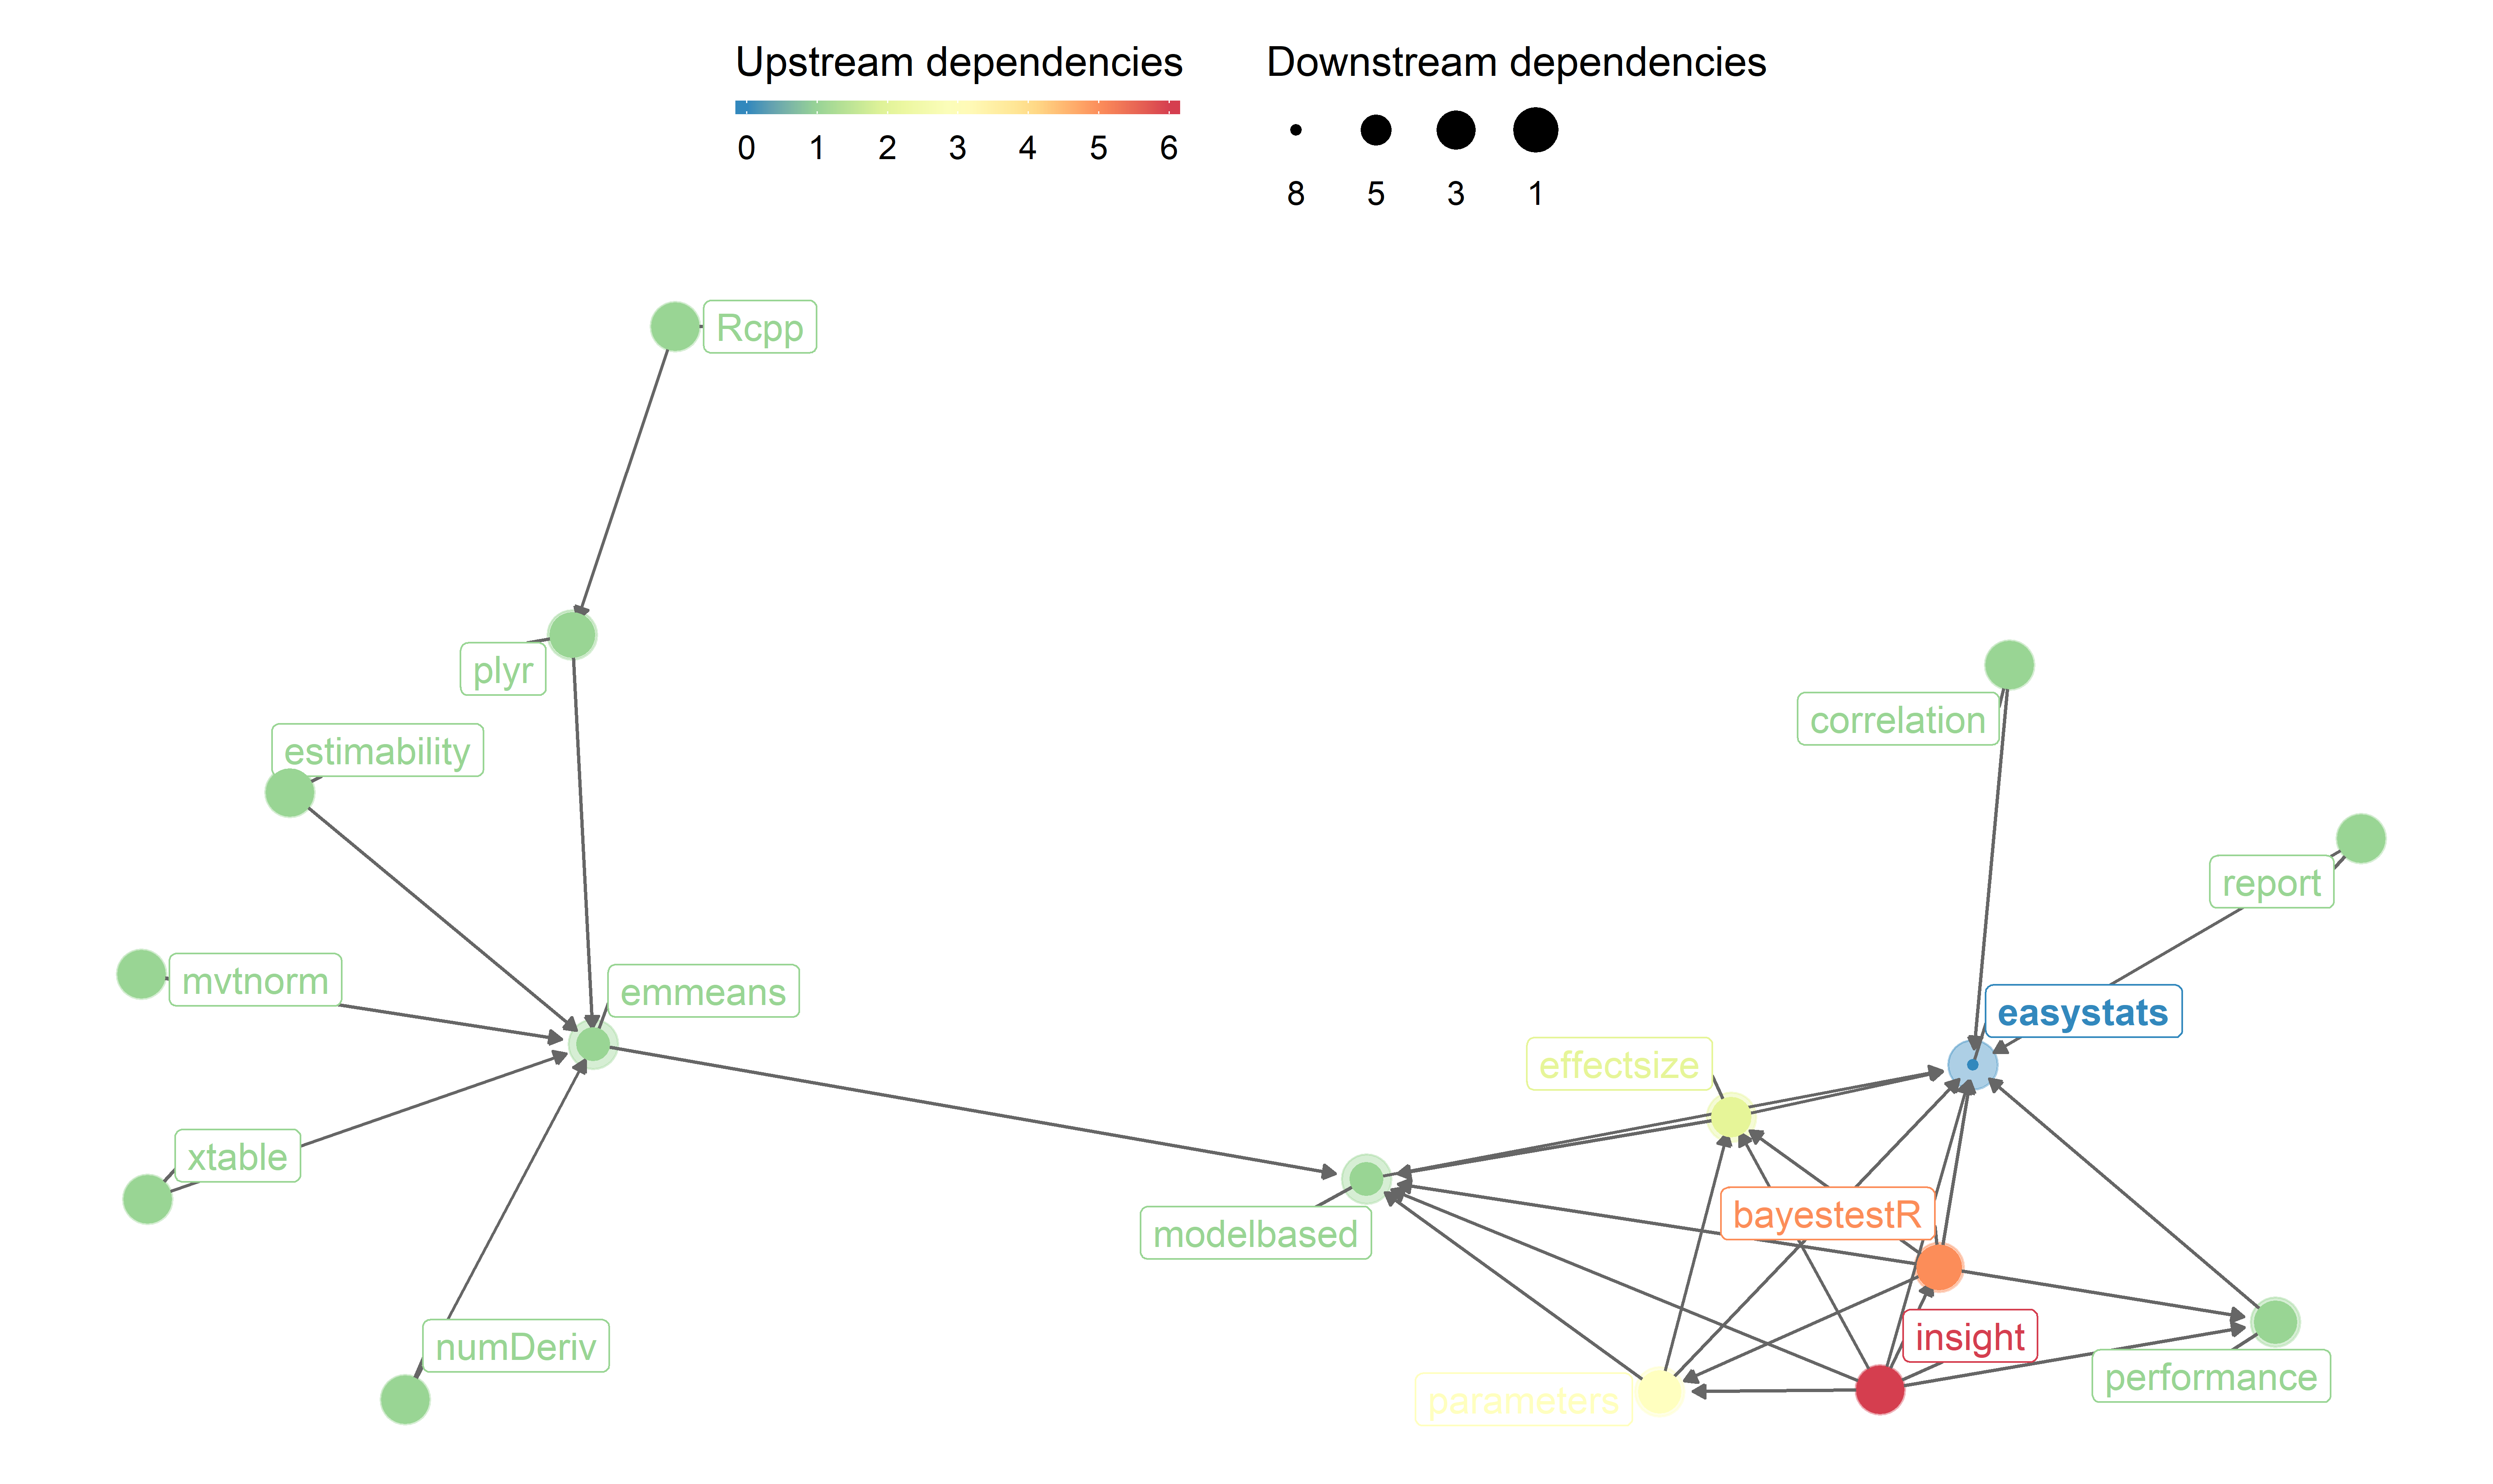 Upstream dependencies
0 1 2 3 4 5 6
Downstream dependencies
8 5 3 1
Rcpp
plyr
correlation
estimability
report
mvtnorm
emmeans
easystats
effectsize
xtable
bayestestR
modelbased
insight
numDeriv
performance
parameters